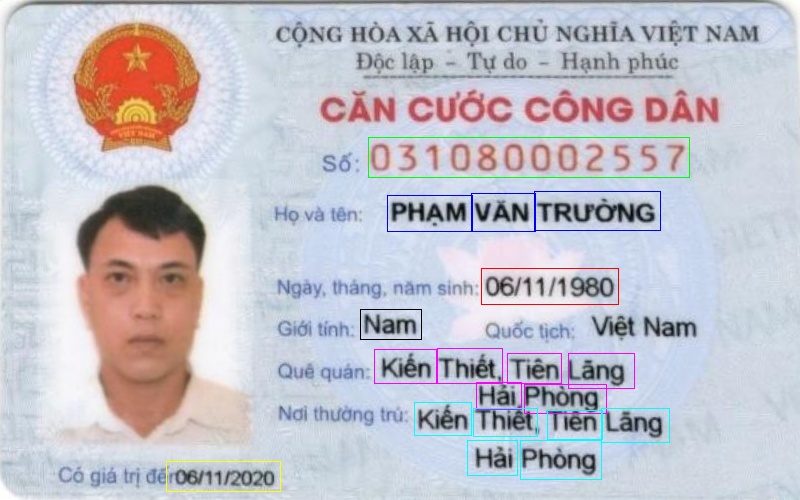 CỘNG HÒA XÃ HỘI CHỦ NGHĨA VIỆT NAM
Độc lập - Tự do - Hạnh phúc
CĂN CƯỚC CÔNG DÂN
Số: 031080002557
Họ và tên: PHẠM VĂN TRƯỜNG
Ngày, tháng, năm sinh: 06/11/1980
Giới tính: Nam Quốc tịch: Việt Nam
Quê quán: Kiến Thiết, Tiên Lãng
Hải Phòng
Nơi thường trú: Kiến Thiết, Tiên Lãng
Hải Phòng
Có giá trị đến 06/11/2020